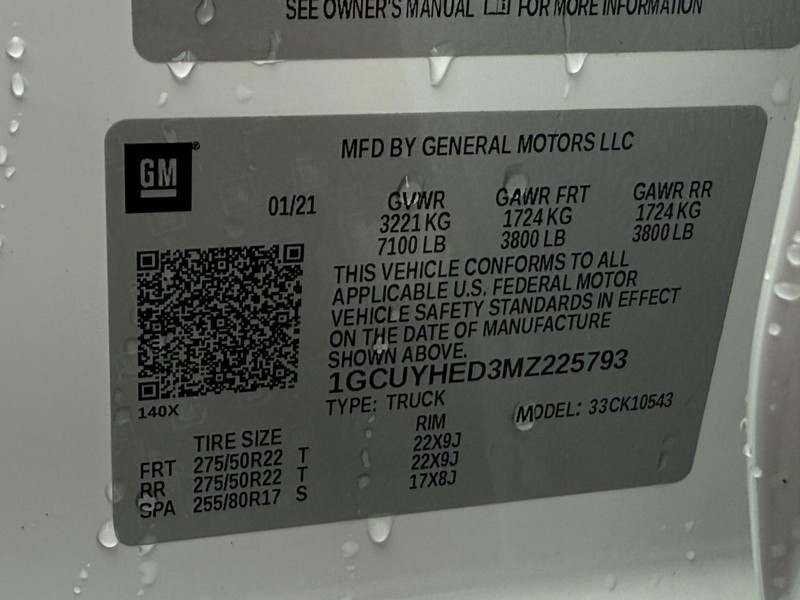 SEE OWNER'S MANUAL FOR MORE INFORMATION
GM®
MFD BY GENERAL MOTORS LLC
01/21
GVWR GAWR FRT GAWR RR
3221 KG 1724 KG 1724 KG
7100 LB 3800 LB 3800 LB
THIS VEHICLE CONFORMS TO ALL
APPLICABLE U.S. FEDERAL MOTOR
VEHICLE SAFETY STANDARDS IN EFFECT
ON THE DATE OF MANUFACTURE
SHOWN ABOVE.
1GCUYHED3MZ225793
140X
TYPE: TRUCK MODEL: 33CK10543
TIRE SIZE RIM
FRT 275/50R22 T 22X9J
RR 275/50R22 T 22X9J
SPA 255/80R17 S 17X8J